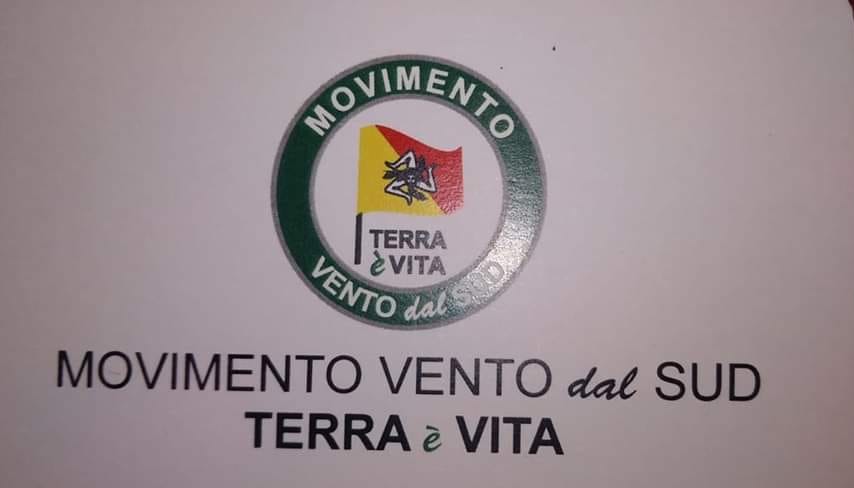 MOVIMENTO
TERRA
è VITA
VENTO dal SUD
MOVIMENTO VENTO dal SUD
TERRA è VITA